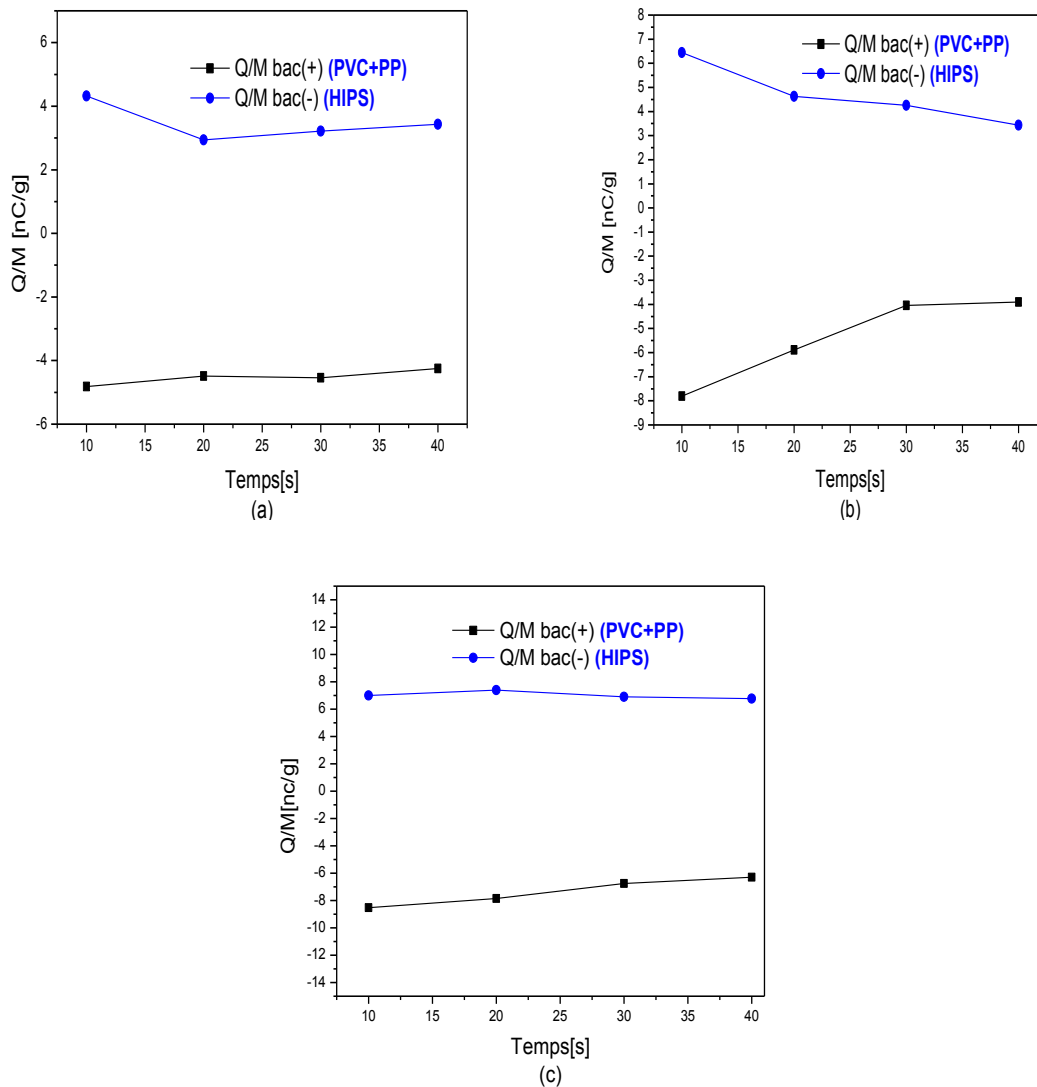 6
4
2
0
-2
-4
-6
Q/M [nC/g]
Q/M bac(+) (PVC+PP)
Q/M bac(-) (HIPS)
10 15 20 25 30 35 40
Temps[s]
(a)
8
7
6
5
4
3
2
1
0
-1
-2
-3
-4
-5
-6
-7
-8
-9
Q/M [nC/g]
Q/M bac(+) (PVC+PP)
Q/M bac(-) (HIPS)
10 15 20 25 30 35 40
Temps[s]
(b)
14
12
10
8
6
4
2
0
-2
-4
-6
-8
-10
-12
-14
Q/M[nc/g]
Q/M bac(+) (PVC+PP)
Q/M bac(-) (HIPS)
10 15 20 25 30 35 40
Temps[s]
(c)